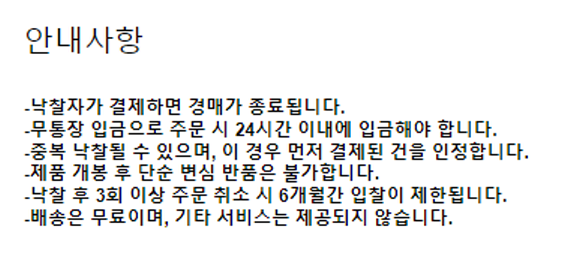 안내사항
-낙찰자가 결제하면 경매가 종료됩니다.
-무통장 입금으로 주문 시 24시간 이내에 입금해야 합니다.
-중복 낙찰될 수 있으며, 이 경우 먼저 결제된 건을 인정합니다.
-제품 개봉 후 단순 변심 반품은 불가합니다.
-낙찰 후 3회 이상 주문 취소 시 6개월간 입찰이 제한됩니다.
-배송은 무료이며, 기타 서비스는 제공되지 않습니다.